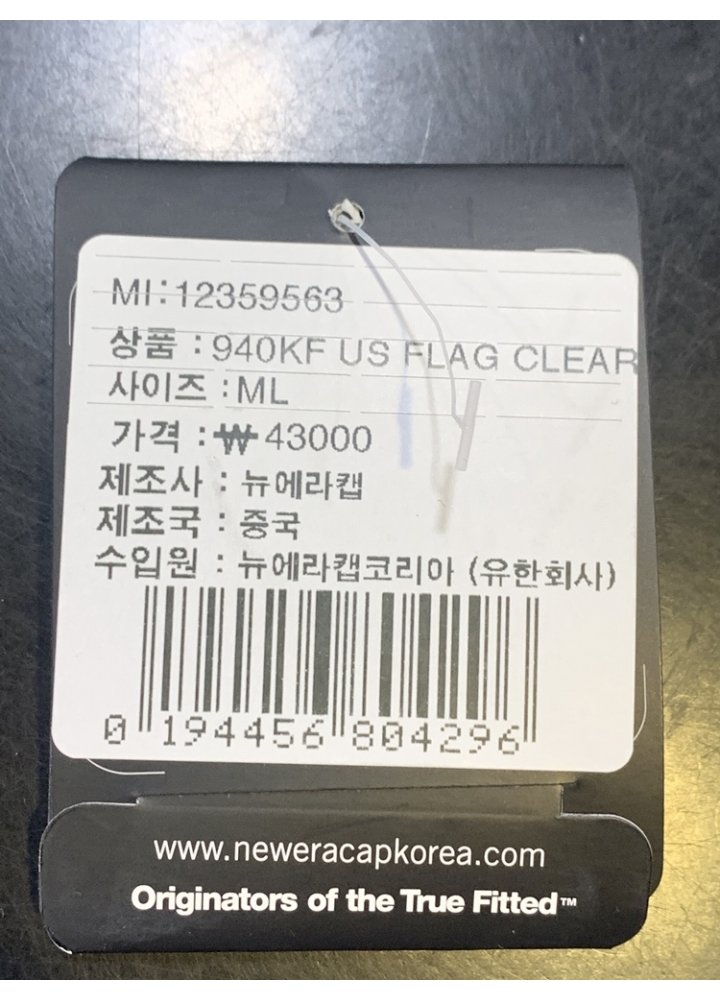 MI:12359563
상품 :940KF US FLAG CLEAR
사이즈 :ML
가격 :₩43000
제조사 : 뉴에라캡
제조국 : 중국
수입원 : 뉴에라캡코리아 (유한회사)
0 194456 804296
www.neweracapkorea.com
Originators of the True Fitted™